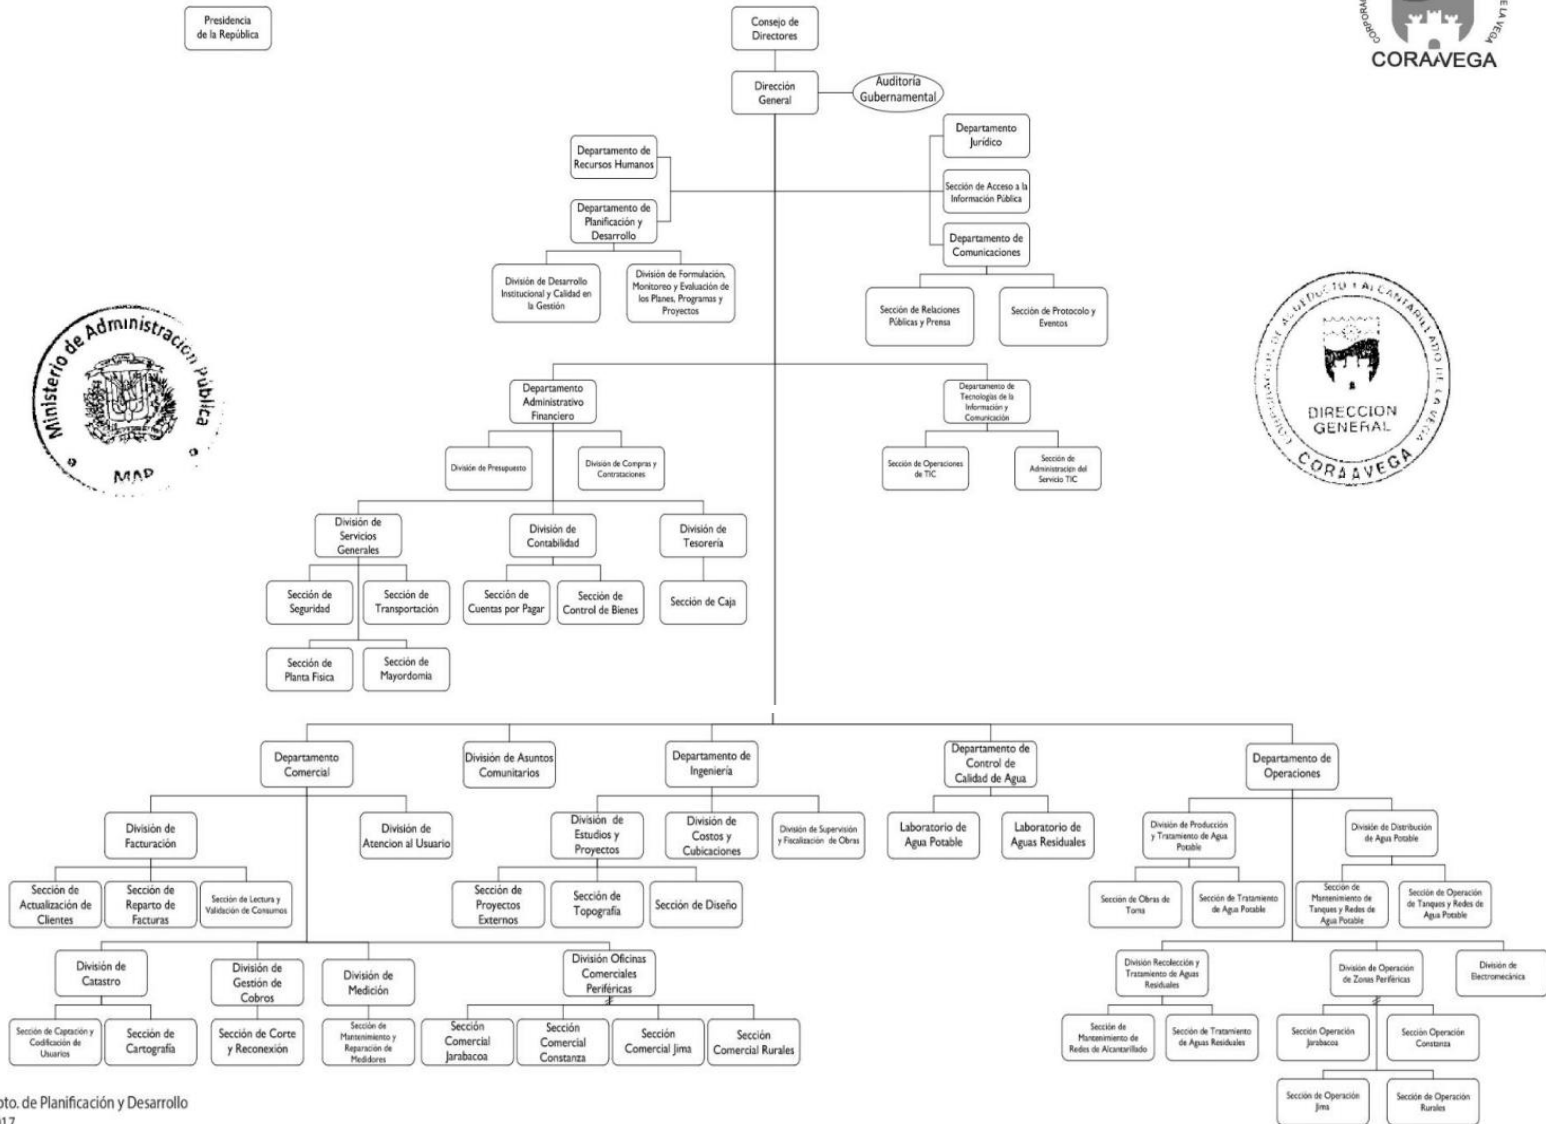 Presidencia
de la República
Consejo de
Directores
CORAAVEGA
Dirección
General
Auditoría
Gubernamental
Departamento
Jurídico
Departamento de
Recursos Humanos
Sección de Acceso a la
Información Pública
Departamento de
Planificación y
Desarrollo
Departamento de
Comunicaciones
División de Desarrollo
Institucional y Calidad en
la Gestión
División de Formulación,
Monitoreo y Evaluación de
los Planes, Programas y
Proyectos
Sección de Relaciones
Públicas y Prensa
Sección de Protocolo y
Eventos
Ministerio de Administración Pública
MAP
DIRECCION
GENERAL
CORAAVEGA
Departamento
Administrativo
Financiero
Departamento de
Tecnologías de la
Información y
Comunicación
División de Presupuesto
División de Compras y
Contrataciones
Sección de Operaciones
de TIC
Sección de
Administración del
Servicio TIC
División de
Servicios
Generales
División de
Contabilidad
División de
Tesorería
Sección de
Seguridad
Sección de
Transportación
Sección de
Cuentas por Pagar
Sección de
Control de Bienes
Sección de Caja
Sección de
Planta Física
Sección de
Mayordomia
Departamento
Comercial
División de Asuntos
Comunitarios
Departamento de
Ingeniería
Departamento de
Control de
Calidad de Agua
Departamento de
Operaciones
División de
Facturación
División de
Atencion al Usuario
División de
Estudios y
Proyectos
División de
Costos y
Cubicaciones
División de Supervisión
y Fiscalización de Obras
Laboratorio de
Agua Potable
Laboratorio de
Aguas Residuales
División de Producción
y Tratamiento de Agua
Potable
División de Distribución
de Agua Potable
Sección de
Actualización de
Clientes
Sección de
Reparto de
Facturas
Sección de Lectura y
Validación de Consumos
Sección de
Proyectos
Externos
Sección de
Topografía
Sección de Diseño
Sección de Obras de
Toma
Sección de Tratamiento
de Agua Potable
Sección de
Mantenimiento de
Tanques y Redes de
Agua Potable
Sección de Operación
de Tanques y Redes de
Agua Potable
División de
Catastro
División de
Gestión de
Cobros
División de
Medición
División Oficinas
Comerciales
Periféricas
División Recolección y
Tratamiento de Aguas
Residuales
División de Operación
de Zonas Periféricas
División de
Electromecánica
Sección de Captación y
Codificación de
Usuarios
Sección de
Cartografía
Sección de Corte
y Reconexión
Sección de
Mantenimiento y
Reparación de
Medidores
Sección
Comercial
Jarabacoa
Sección
Comercial
Constanza
Sección
Comercial Jima
Sección
Comercial Rurales
Sección de
Mantenimiento de
Redes de Alcantarillado
Sección de Tratamiento
de Aguas Residuales
Sección Operación
Jarabacoa
Sección Operación
Constanza
Sección de Operación
Jima
Sección de Operación
Rurales
pto. de Planificación y Desarrollo